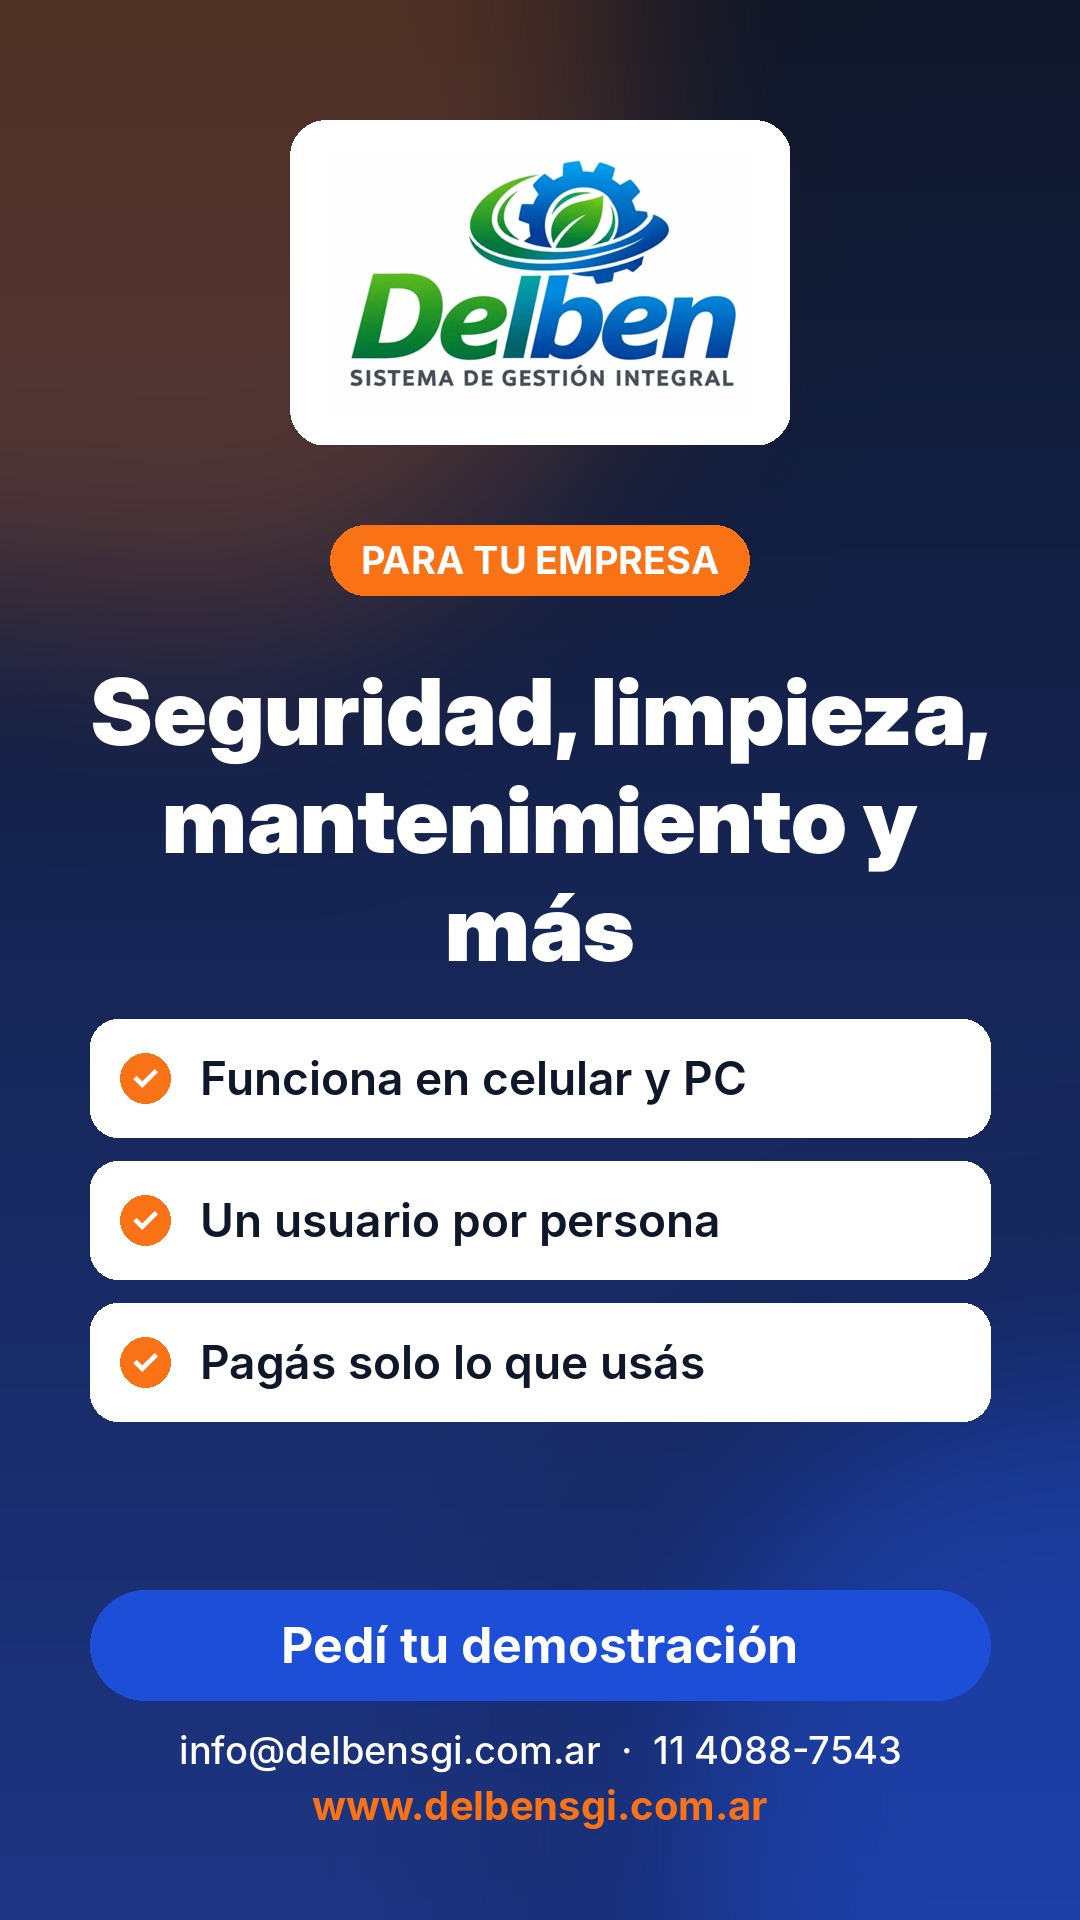 Delben
SISTEMA DE GESTIÓN INTEGRAL
PARA TU EMPRESA
Seguridad, limpieza,
mantenimiento y
más
Funciona en celular y PC
Un usuario por persona
Pagás solo lo que usás
Pedí tu demostración
info@delbensgi.com.ar · 11 4088-7543
www.delbensgi.com.ar